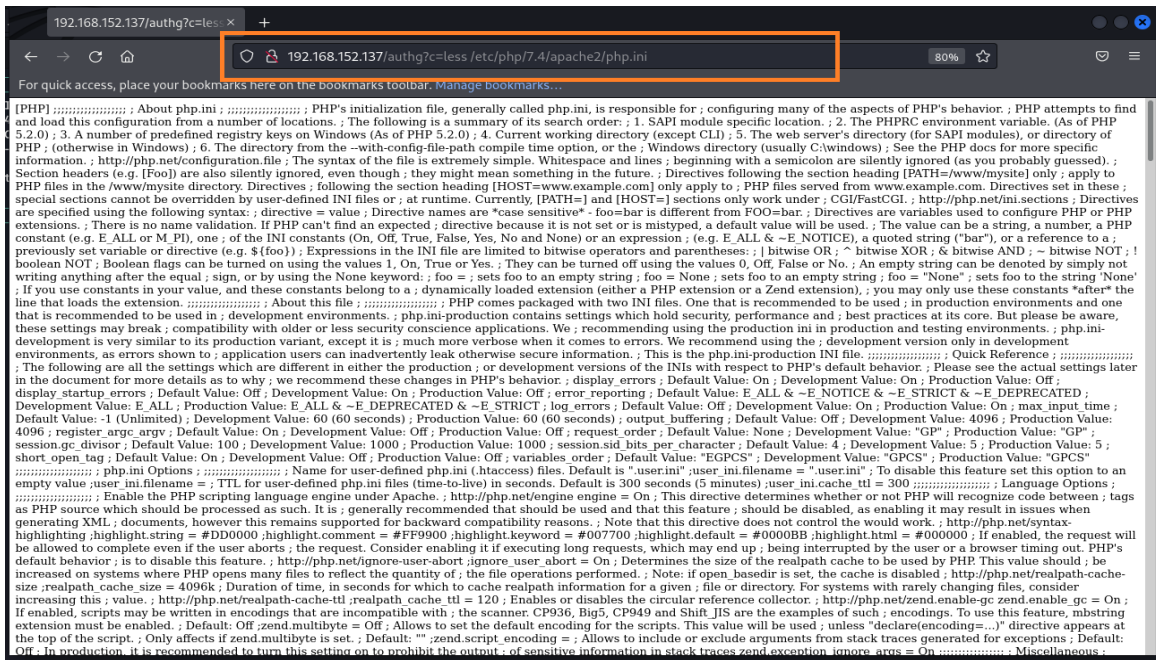 192.168.152.137/authg?c=less
192.168.152.137/authg?c=less /etc/php/7.4/apache2/php.ini
80%
For quick access, place your bookmarks here on the bookmarks toolbar. Manage bookmarks…
[PHP] ;;;;;;;;;;;;;;;;;;; ; About php.ini ; ;;;;;;;;;;;;;;;;;;; ; PHP's initialization file, generally called php.ini, is responsible for ; configuring many of the aspects of PHP's behavior. ; PHP attempts to find
and load this configuration from a number of locations. ; The following is a summary of its search order: ; 1. SAPI module specific location. ; 2. The PHPRC environment variable. (As of PHP
5.2.0) ; 3. A number of predefined registry keys on Windows (As of PHP 5.2.0) ; 4. Current working directory (except CLI) ; 5. The web server's directory (for SAPI modules), or directory of
PHP ; (otherwise in Windows) ; 6. The directory from the --with-config-file-path compile time option, or the ; Windows directory (usually C:\windows) ; See the PHP docs for more specific
information. ; http://php.net/configuration.file ; The syntax of the file is extremely simple. Whitespace and lines ; beginning with a semicolon are silently ignored (as you probably guessed). ;
Section headers (e.g. [Foo]) are also silently ignored, even though ; they might mean something in the future. ; Directives following the section heading [PATH=/www/mysite] only ; apply to
PHP files in the /www/mysite directory. Directives ; following the section heading [HOST=www.example.com] only apply to ; PHP files served from www.example.com. Directives set in these ;
special sections cannot be overridden by user-defined INI files or ; at runtime. Currently, [PATH=] and [HOST=] sections only work under ; CGI/FastCGI. ; http://php.net/ini.sections ; Directives
are specified using the following syntax: ; directive = value ; Directive names are *case sensitive* - foo=bar is different from FOO=bar. ; Directives are variables used to configure PHP or PHP
extensions. ; There is no name validation. If PHP can't find an expected ; directive because it is not set or is mistyped, a default value will be used. ; The value can be a string, a number, a PHP
constant (e.g. E_ALL or M_PI), one ; of the INI constants (On, Off, True, False, Yes, No and None) or an expression ; (e.g. E_ALL & ~E_NOTICE), a quoted string ("bar"), or a reference to a ;
previously set variable or directive (e.g. ${foo}) ; Expressions in the INI file are limited to bitwise operators and parentheses: ; | bitwise OR ; ^ bitwise XOR ; & bitwise AND ; ~ bitwise NOT ; !
boolean NOT ; Boolean flags can be turned on using the values 1, On, True or Yes. ; They can be turned off using the values 0, Off, False or No. ; An empty string can be denoted by simply not
writing anything after the equal ; sign, or by using the None keyword: ; foo = ; sets foo to an empty string ; foo = None ; sets foo to an empty string ; foo = "None" ; sets foo to the string 'None'
; If you use constants in your value, and these constants belong to a ; dynamically loaded extension (either a PHP extension or a Zend extension), ; you may only use these constants *after* the
line that loads the extension. ;;;;;;;;;;;;;;;;;;; ; About this file ; ;;;;;;;;;;;;;;;;;;; ; PHP comes packaged with two INI files. One that is recommended to be used ; in production environments and one
that is recommended to be used in ; development environments. ; php.ini-production contains settings which hold security, performance and ; best practices at its core. But please be aware,
these settings may break ; compatibility with older or less security conscience applications. We ; recommending using the production ini in production and testing environments. ; php.ini-
development is very similar to its production variant, except it is ; much more verbose when it comes to errors. We recommend using the ; development version only in development
environments, as errors shown to ; application users can inadvertently leak otherwise secure information. ; This is the php.ini-production INI file. ;;;;;;;;;;;;;;;;;;; ; Quick Reference ; ;;;;;;;;;;;;;;;;;;;
; The following are all the settings which are different in either the production ; or development versions of the INIs with respect to PHP's default behavior. ; Please see the actual settings later
in the document for more details as to why ; we recommend these changes in PHP's behavior. ; display_errors ; Default Value: On ; Development Value: On ; Production Value: Off ;
display_startup_errors ; Default Value: Off ; Development Value: On ; Production Value: Off ; error_reporting ; Default Value: E_ALL & ~E_NOTICE & ~E_STRICT & ~E_DEPRECATED ;
Development Value: E_ALL ; Production Value: E_ALL & ~E_DEPRECATED & ~E_STRICT ; log_errors ; Default Value: Off ; Development Value: On ; Production Value: On ; max_input_time ;
Default Value: -1 (Unlimited) ; Development Value: 60 (60 seconds) ; Production Value: 60 (60 seconds) ; output_buffering ; Default Value: Off ; Development Value: 4096 ; Production Value:
4096 ; register_argc_argv ; Default Value: On ; Development Value: Off ; Production Value: Off ; request_order ; Default Value: None ; Development Value: "GP" ; Production Value: "GP" ;
session.gc_divisor ; Default Value: 100 ; Development Value: 1000 ; Production Value: 1000 ; session.sid_bits_per_character ; Default Value: 4 ; Development Value: 5 ; Production Value: 5 ;
short_open_tag ; Default Value: On ; Development Value: Off ; Production Value: Off ; variables_order ; Default Value: "EGPCS" ; Development Value: "GPCS" ; Production Value: "GPCS"
;;;;;;;;;;;;;;;;;;;; ; php.ini Options ; ;;;;;;;;;;;;;;;;;;;; ; Name for user-defined php.ini (.htaccess) files. Default is ".user.ini" ;user_ini.filename = ".user.ini" ; To disable this feature set this option to an
empty value ;user_ini.filename = ; TTL for user-defined php.ini files (time-to-live) in seconds. Default is 300 seconds (5 minutes) ;user_ini.cache_ttl = 300 ;;;;;;;;;;;;;;;;;;;; ; Language Options ;
;;;;;;;;;;;;;;;;;;;; ; Enable the PHP scripting language engine under Apache. ; http://php.net/engine engine = On ; This directive determines whether or not PHP will recognize code between ; tags
as PHP source which should be processed as such. It is ; generally recommended that should be used and that this feature ; should be disabled, as enabling it may result in issues when
generating XML ; documents, however this remains supported for backward compatibility reasons. ; Note that this directive does not control the would work. ; http://php.net/syntax-
highlighting ;highlight.string = #DD0000 ;highlight.comment = #FF9900 ;highlight.keyword = #007700 ;highlight.default = #0000BB ;highlight.html = #000000 ; If enabled, the request will
be allowed to complete even if the user aborts ; the request. Consider enabling it if executing long requests, which may end up ; being interrupted by the user or a browser timing out. PHP's
default behavior ; is to disable this feature. ; http://php.net/ignore-user-abort ;ignore_user_abort = On ; Determines the size of the realpath cache to be used by PHP. This value should ; be
increased on systems where PHP opens many files to reflect the quantity of ; the file operations performed. ; Note: if open_basedir is set, the cache is disabled ; http://php.net/realpath-cache-
size ;realpath_cache_size = 4096k ; Duration of time, in seconds for which to cache realpath information for a given ; file or directory. For systems with rarely changing files, consider
increasing this ; value. ; http://php.net/realpath-cache-ttl ;realpath_cache_ttl = 120 ; Enables or disables the circular reference collector. ; http://php.net/zend.enable-gc zend.enable_gc = On ;
If enabled, scripts may be written in encodings that are incompatible with ; the scanner. CP936, Big5, CP949 and Shift_JIS are the examples of such ; encodings. To use this feature, mbstring
extension must be enabled. ; Default: Off ;zend.multibyte = Off ; Allows to set the default encoding for the scripts. This value will be used ; unless "declare(encoding=...)" directive appears at
the top of the script. ; Only affects if zend.multibyte is set. ; Default: "" ;zend.script_encoding = ; Allows to include or exclude arguments from stack traces generated for exceptions ; Default:
Off ; In production, it is recommended to turn this setting on to prohibit the output ; of sensitive information in stack traces zend.exception_ignore_args = On ;;;;;;;;;;;;;;;;; ; Miscellaneous ;